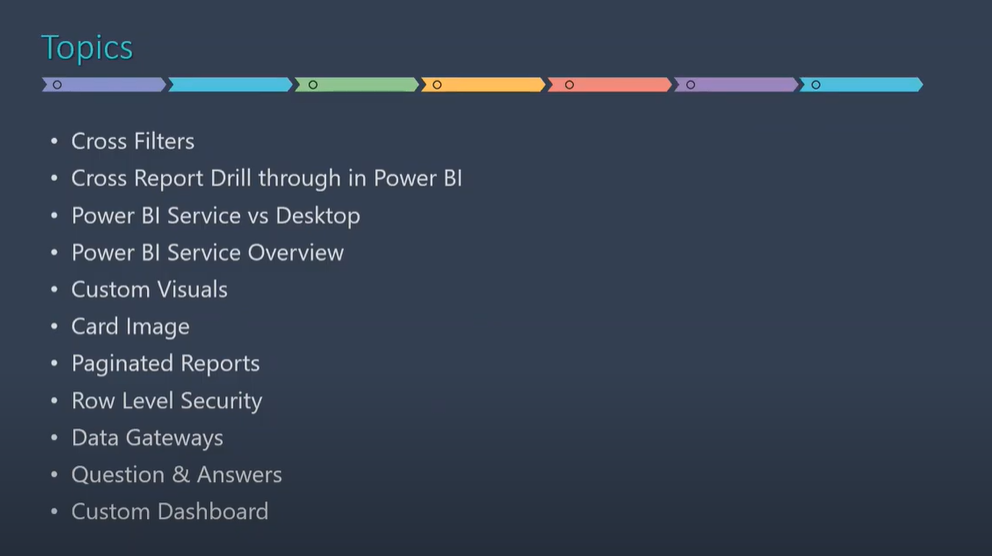 Topics
• Cross Filters
• Cross Report Drill through in Power BI
• Power BI Service vs Desktop
• Power BI Service Overview
• Custom Visuals
• Card Image
• Paginated Reports
• Row Level Security
• Data Gateways
• Question & Answers
• Custom Dashboard